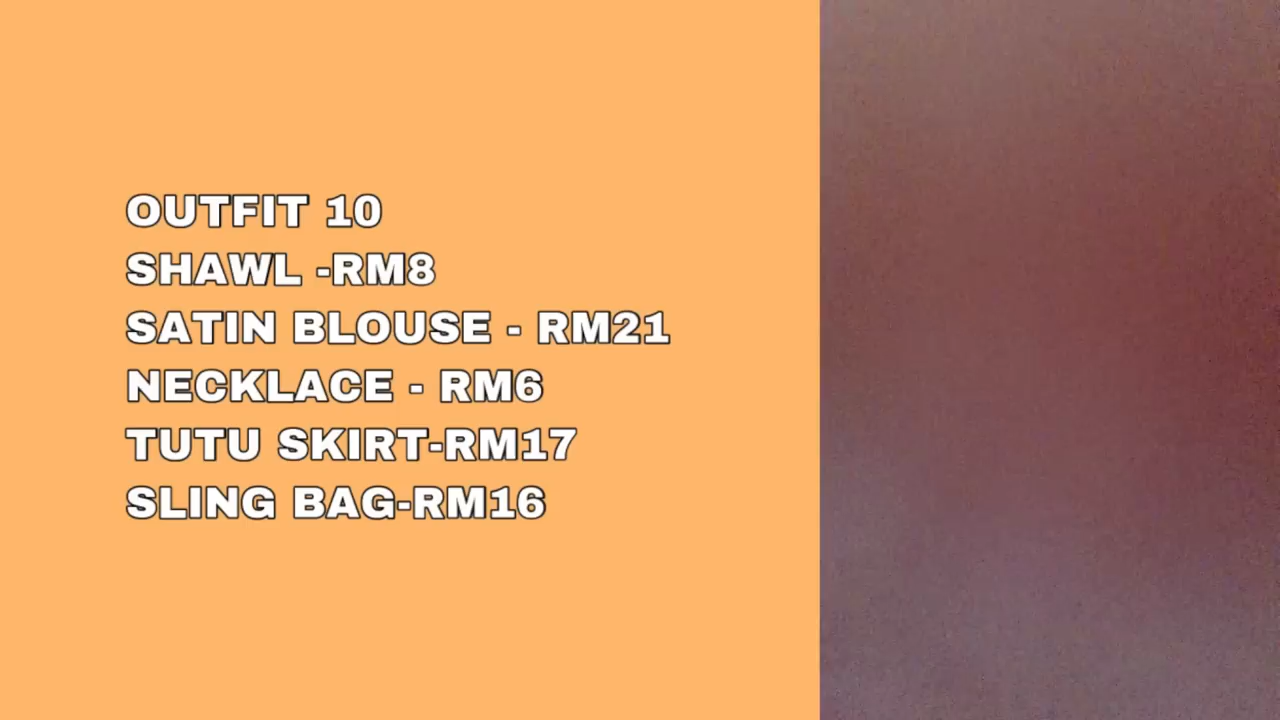 OUTFIT 10
SHAWL -RM8
SATIN BLOUSE - RM21
NECKLACE - RM6
TUTU SKIRT-RM17
SLING BAG-RM16